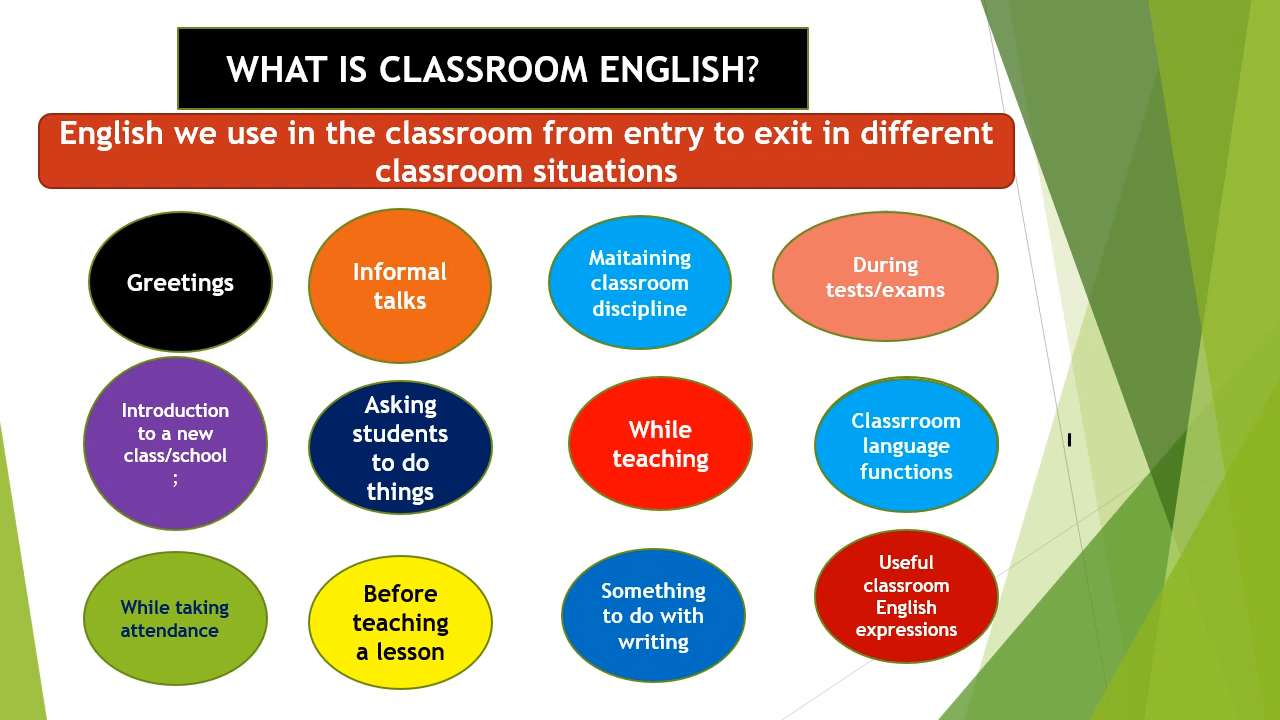 WHAT IS CLASSROOM ENGLISH?
English we use in the classroom from entry to exit in different
classroom situations
Greetings
Informal
talks
Maitaining
classroom
discipline
During
tests/exams
Introduction
to a new
class/school
;
Asking
students
to do
things
While
teaching
Classrroom
language
functions
While taking
attendance
Before
teaching
a lesson
Something
to do with
writing
Useful
classroom
English
expressions